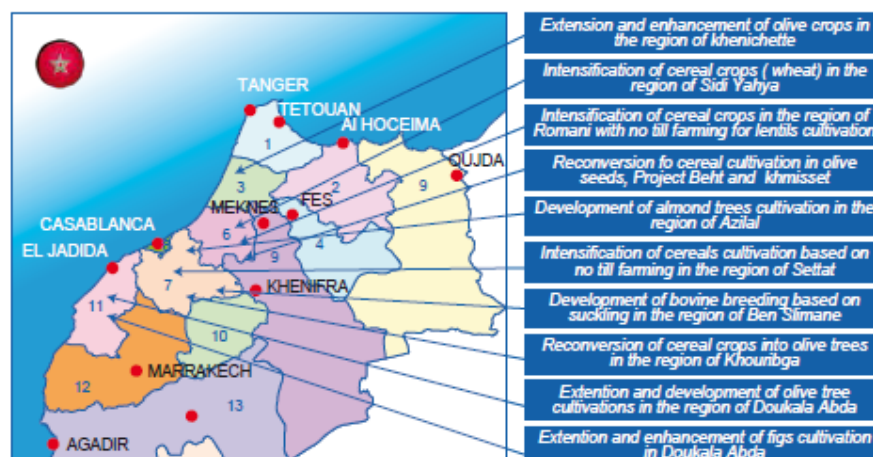 Extension and enhancement of olive crops in
the region of khenichette
Intensification of cereal crops ( wheat) in the
region of Sidi Yahya
Intensification of cereal crops in the region of
Romani with no till farming for lentils cultivation
Reconversion fo cereal cultivation in olive
seeds, Project Beht and khmisset
Development of almond trees cultivation in the
region of Azilal
Intensification of cereals cultivation based on
no till farming in the region of Settat
Development of bovine breeding based on
suckling in the region of Ben Slimane
Reconversion of cereal crops into olive trees
in the region of Khouribga
Extention and development of olive tree
cultivations in the region of Doukala Abda
Extention and enhancement of figs cultivation
in Doukala Abda
TANGER
TETOUAN
Al HOCEIMA
OUJDA
1
2
9
3
FES
MEKNES
6
4
CASABLANCA
EL JADIDA
9
7
5
KHENIFRA
11
10
MARRAKECH
12
13
AGADIR